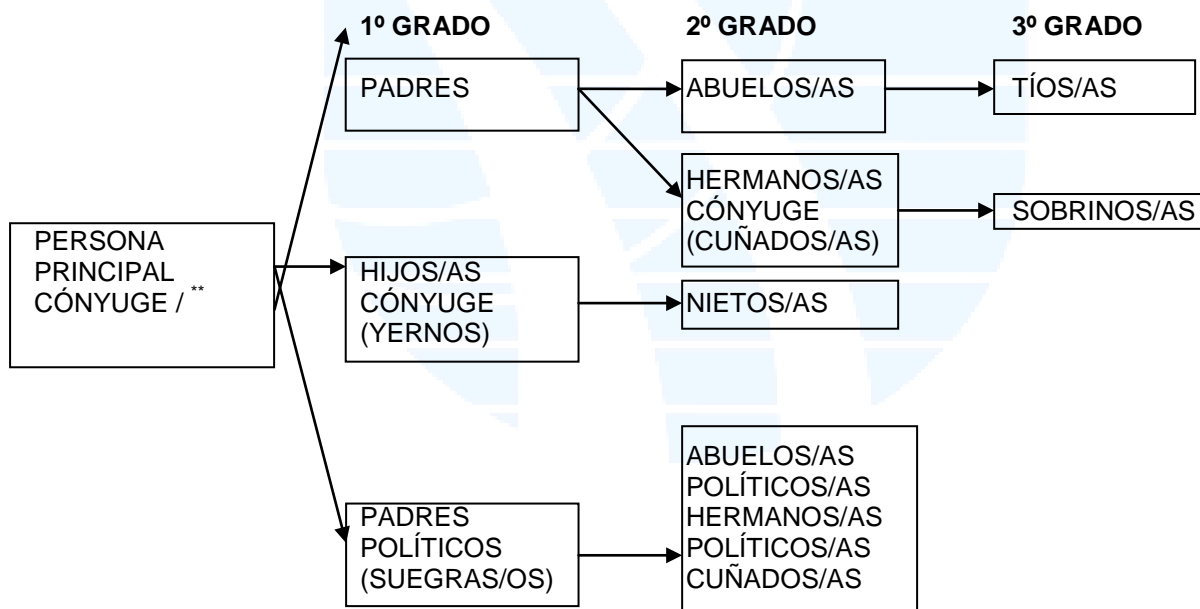 1º GRADO
2º GRADO
3º GRADO
PADRES
ABUELOS/AS
TÍOS/AS
HERMANOS/AS
CÓNYUGE
(CUÑADOS/AS)
SOBRINOS/AS
PERSONA
PRINCIPAL
CÓNYUGE / **
HIJOS/AS
CÓNYUGE
(YERNOS)
NIETOS/AS
PADRES
POLÍTICOS
(SUEGRAS/OS)
ABUELOS/AS
POLÍTICOS/AS
HERMANOS/AS
POLÍTICOS/AS
CUÑADOS/AS